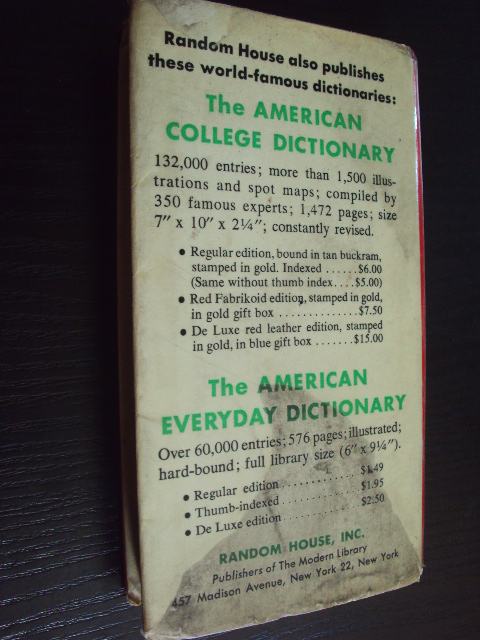 Random House also publishes
these world-famous dictionaries:
The AMERICAN
COLLEGE DICTIONARY
132,000 entries; more than 1,500 illus-
trations and spot maps; compiled by
350 famous experts; 1,472 pages; size
7″ x 10″ x 2¼″; constantly revised.
• Regular edition, bound in tan buckram,
stamped in gold. Indexed ......$6.00
(Same without thumb index....$5.00)
• Red Fabrikoid edition, stamped in gold,
in gold gift box ..............$7.50
• De Luxe red leather edition, stamped
in gold, in blue gift box .......$15.00
The AMERICAN
EVERYDAY DICTIONARY
Over 60,000 entries; 576 pages; illustrated;
hard-bound; full library size (6″ x 9¼″).
• Regular edition ............. $1.49
• Thumb-indexed ............. $1.95
• De Luxe edition ............. $2.50
RANDOM HOUSE, INC.
Publishers of The Modern Library
457 Madison Avenue, New York 22, New York